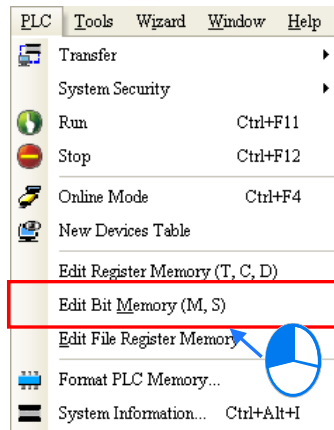 PLC Tools Wizard Window Help
Transfer
System Security
Run Ctrl+F11
Stop Ctrl+F12
Online Mode Ctrl+F4
New Devices Table
Edit Register Memory (T, C, D)
Edit Bit Memory (M, S)
Edit File Register Memory
Format PLC Memory...
System Information... Ctrl+Alt+I